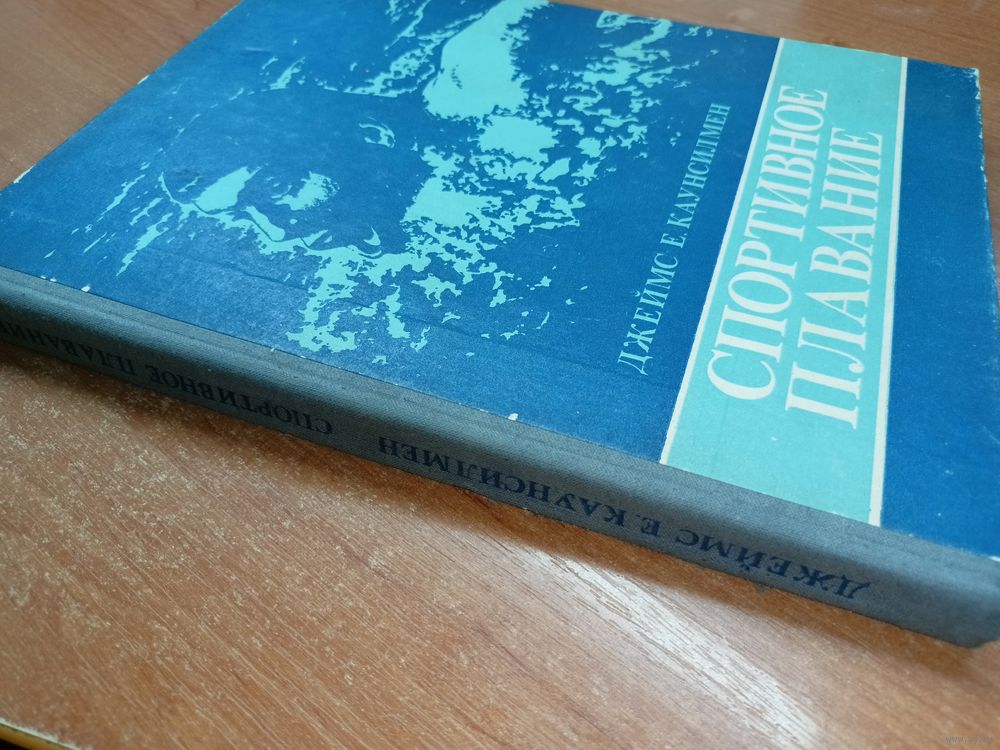 ДЖЕЙМС Е. КАУНСИЛМЕН
СПОРТИВНОЕ
ПЛАВАНИЕ
ДЖЕЙМС Е. КАУНСИЛМЕН СПОРТИВНОЕ ПЛАВАНИЕ